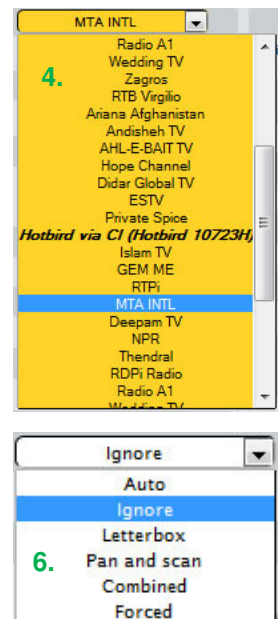 MTA INTL
Radio A1
Wedding TV
4.
Zagros
RTB Virgilio
Ariana Afghanistan
Andisheh TV
AHL-E-BAIT TV
Hope Channel
Didar Global TV
ESTV
Private Spice
Hotbird via CI (Hotbird 10723H)
Islam TV
GEM ME
RTPi
MTA INTL
Deepam TV
NPR
Thendral
RDPi Radio
Radio A1
Wedding TV
Ignore
Auto
Ignore
Letterbox
6.
Pan and scan
Combined
Forced